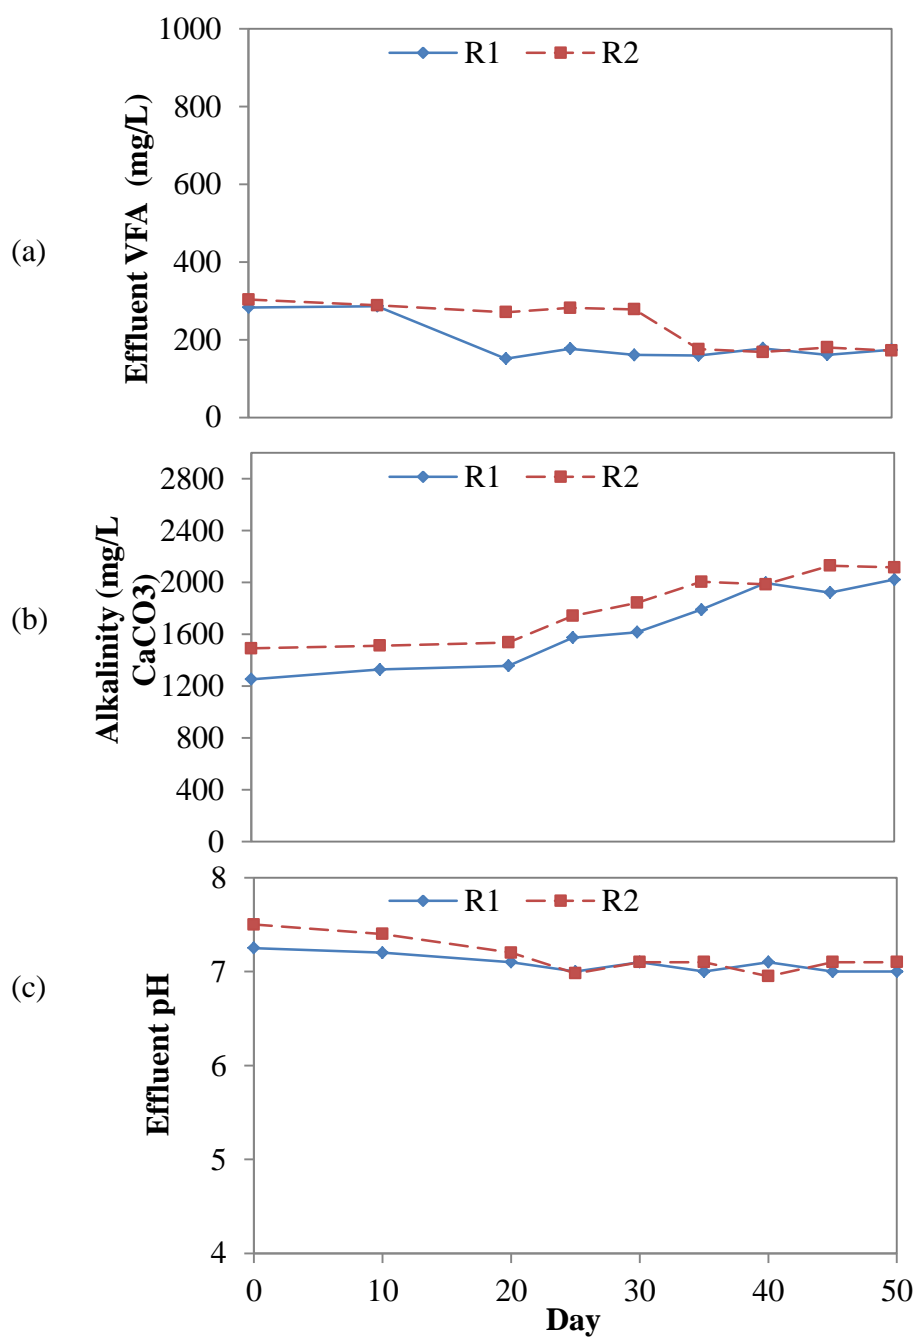 (a)
Effluent VFA (mg/L)
1000
800
600
400
200
0
R1 R2
(b)
Alkalinity (mg/L
CaCO3)
2800
2400
2000
1600
1200
800
400
0
R1 R2
(c)
Effluent pH
8
7
6
5
4
R1 R2
0 10 20 30 40 50
Day